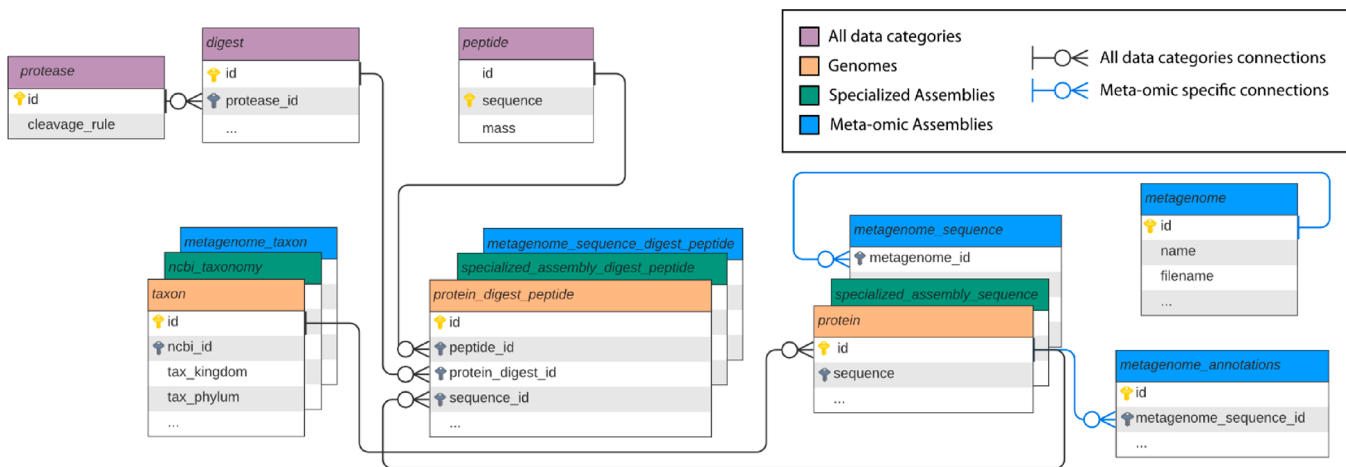 protease
id
cleavage_rule
digest
id
protease_id
...
peptide
id
sequence
mass
All data categories
Genomes
Specialized Assemblies
Meta-omic Assemblies
All data categories connections
Meta-omic specific connections
metagenome_taxon
ncbi_taxonomy
taxon
id
ncbi_id
tax_kingdom
tax_phylum
...
metagenome_sequence_digest_peptide
specialized_assembly_digest_peptide
protein_digest_peptide
id
peptide_id
protein_digest_id
sequence_id
...
metagenome_sequence
metagenome_id
specialized_assembly_sequence
protein
id
sequence
...
metagenome
id
name
filename
...
metagenome_annotations
id
metagenome_sequence_id
...